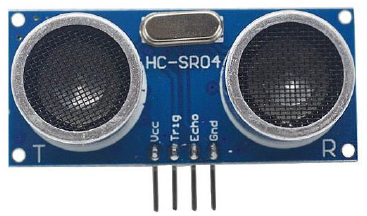 HC-SR04
Vcc
Trig
Echo
Gnd
T
R